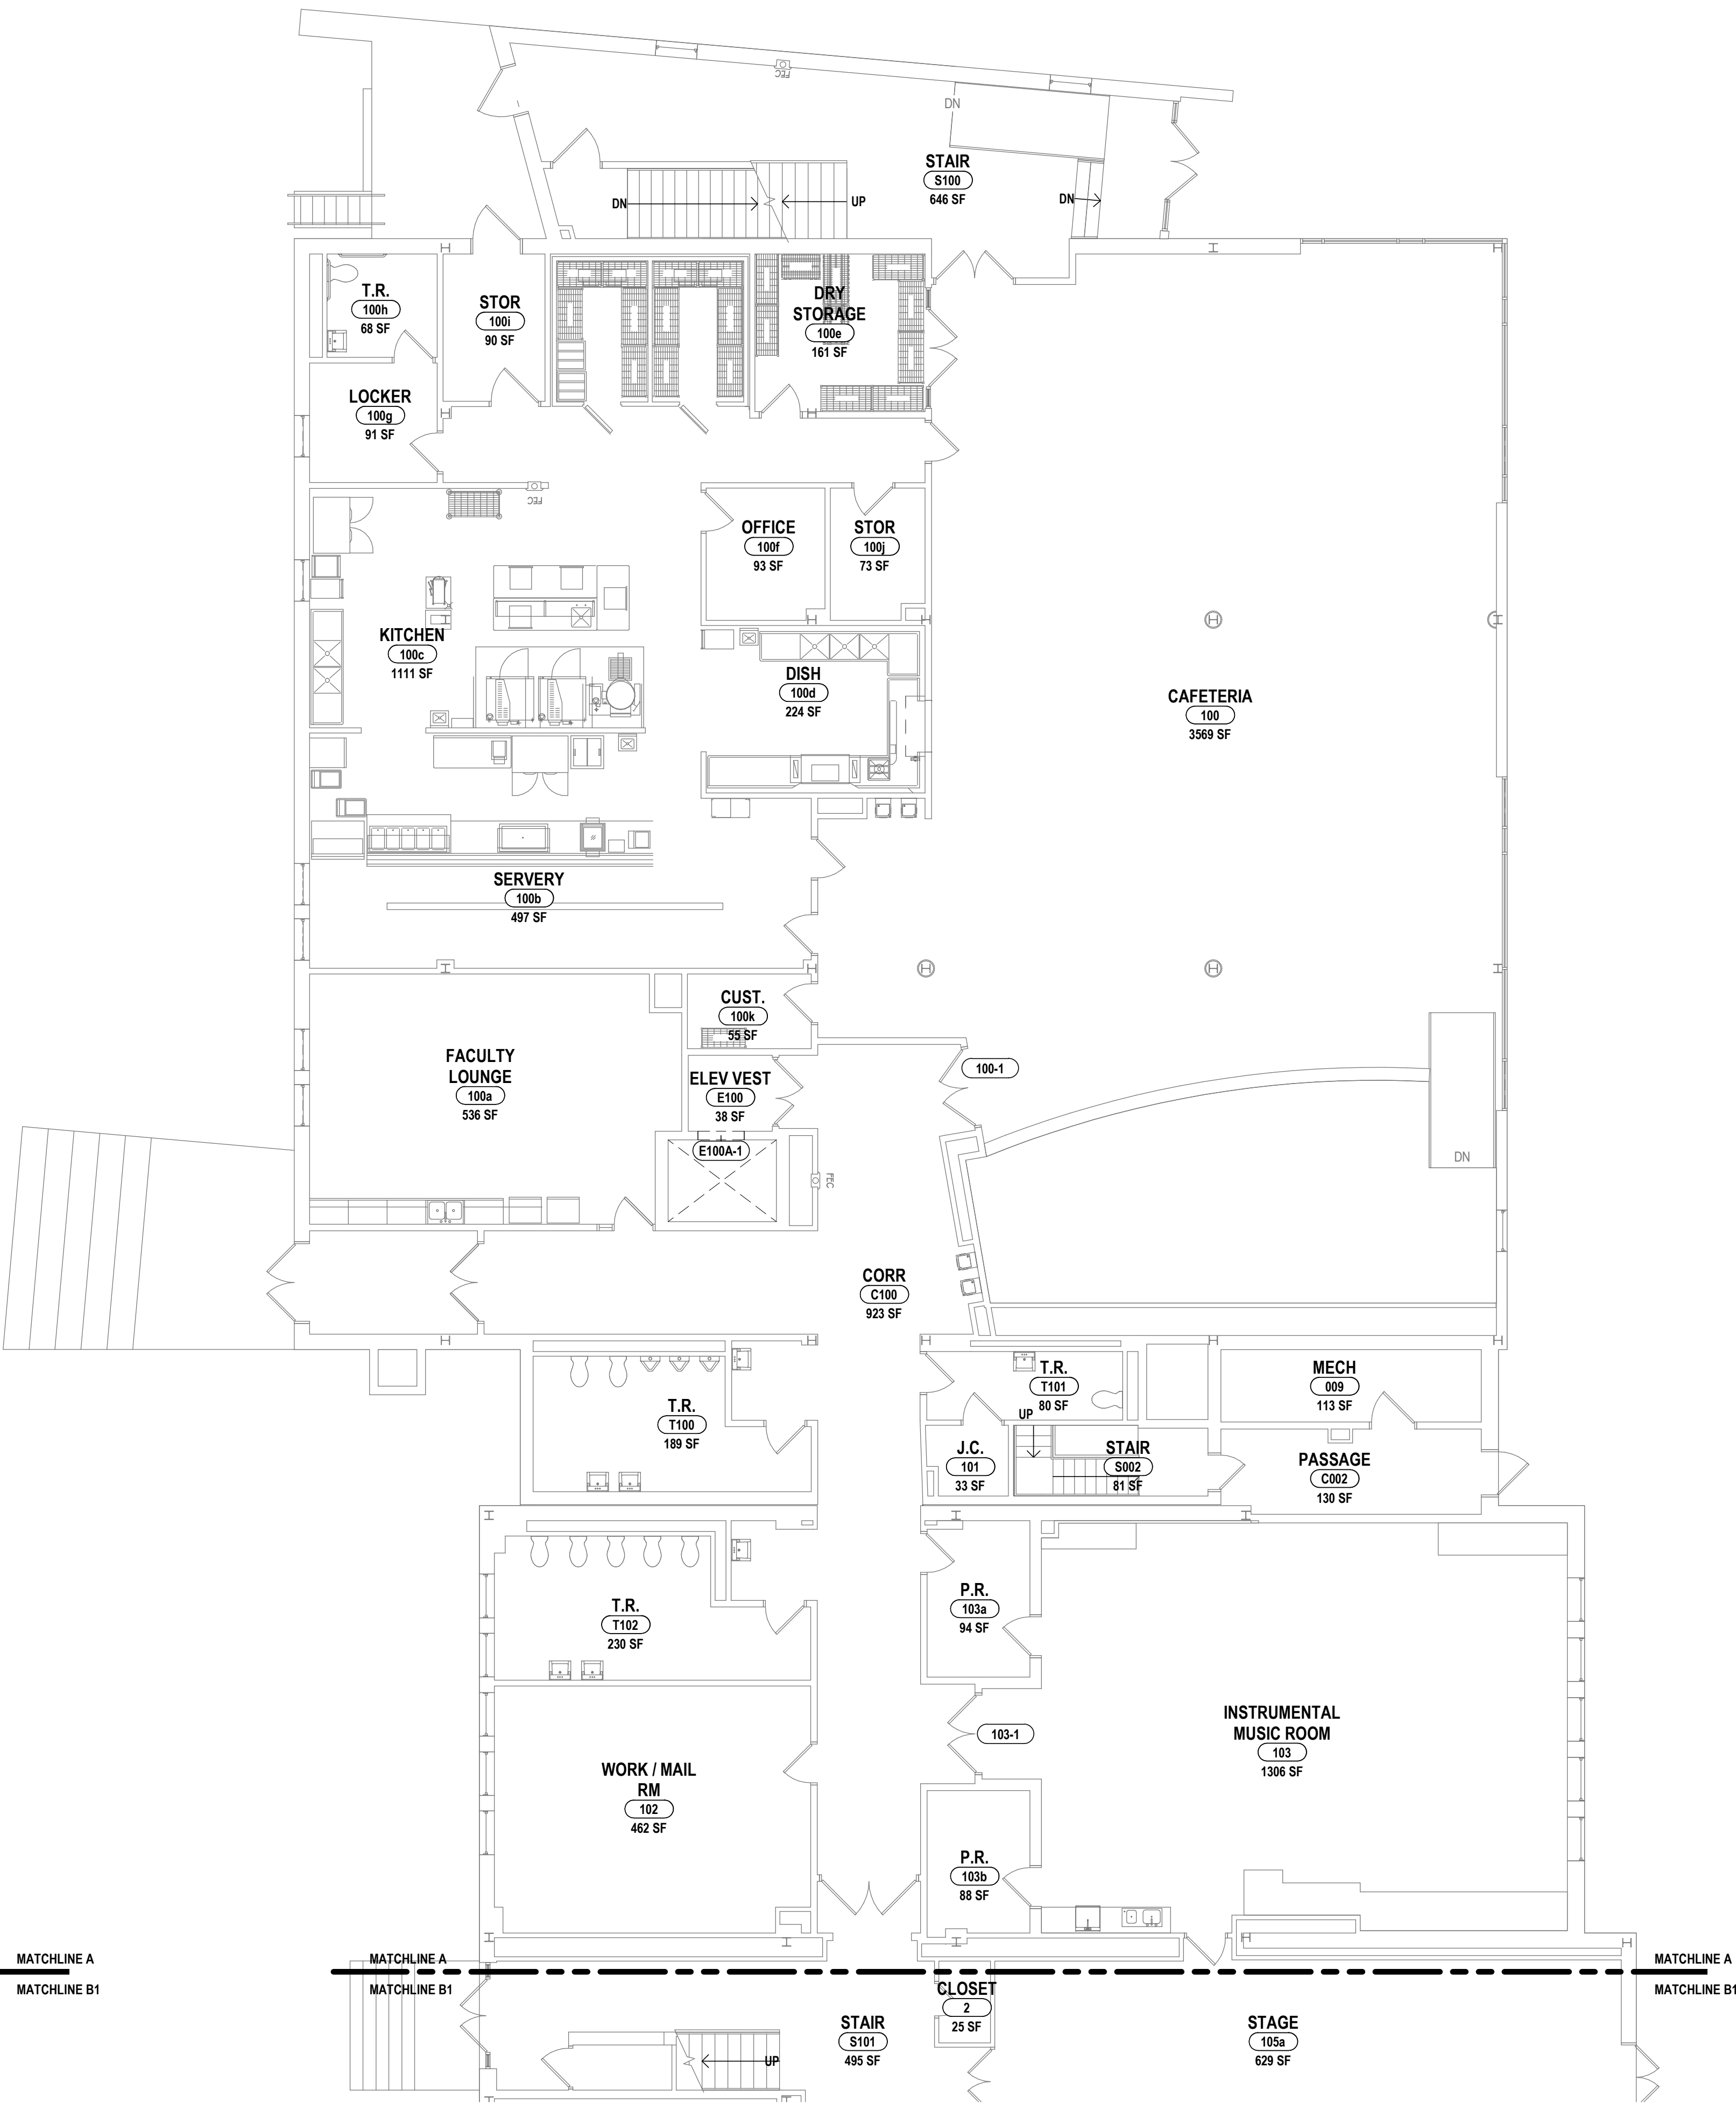 FEC
DN
STAIR
S100
646 SF
DN
UP
DN
T.R.
100h
68 SF
STOR
100i
90 SF
DRY
STORAGE
100e
161 SF
LOCKER
100g
91 SF
FEC
OFFICE
100f
93 SF
STOR
100j
73 SF
KITCHEN
100c
1111 SF
DISH
100d
224 SF
CAFETERIA
100
3569 SF
SERVERY
100b
497 SF
CUST.
100k
55 SF
FACULTY
LOUNGE
100a
536 SF
ELEV VEST
E100
38 SF
E100A-1
100-1
FEC
DN
CORR
C100
923 SF
T.R.
T100
189 SF
T.R.
T101
80 SF
UP
MECH
009
113 SF
J.C.
101
33 SF
STAIR
S002
81 SF
PASSAGE
C002
130 SF
T.R.
T102
230 SF
P.R.
103a
94 SF
103-1
INSTRUMENTAL
MUSIC ROOM
103
1306 SF
WORK / MAIL
RM
102
462 SF
P.R.
103b
88 SF
MATCHLINE A
MATCHLINE B1
MATCHLINE A
MATCHLINE B1
MATCHLINE A
MATCHLINE B1
CLOSET
2
25 SF
STAIR
S101
495 SF
UP
STAGE
105a
629 SF